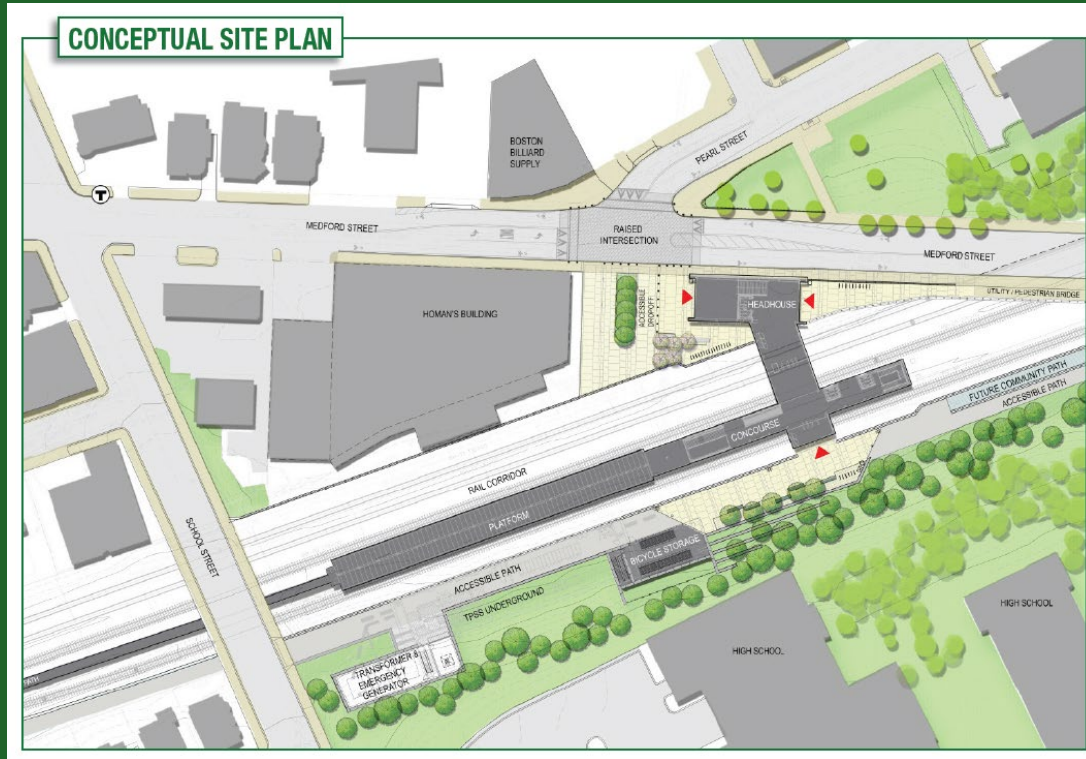 CONCEPTUAL SITE PLAN
BOSTON
BILLIARD
SUPPLY
PEARL STREET
T
MEDFORD STREET
RAISED
INTERSECTION
MEDFORD STREET
UTILITY / PEDESTRIAN BRIDGE
HOMAN'S BUILDING
ACCESSIBLE
DROPOFF
HEADHOUSE
FUTURE COMMUNITY PATH
ACCESSIBLE PATH
CONCOURSE
RAIL CORRIDOR
PLATFORM
SCHOOL STREET
BICYCLE STORAGE
ACCESSIBLE PATH
TPSS UNDERGROUND
HIGH SCHOOL
HIGH SCHOOL
TRANSFORMER &
EMERGENCY
GENERATOR
PATH